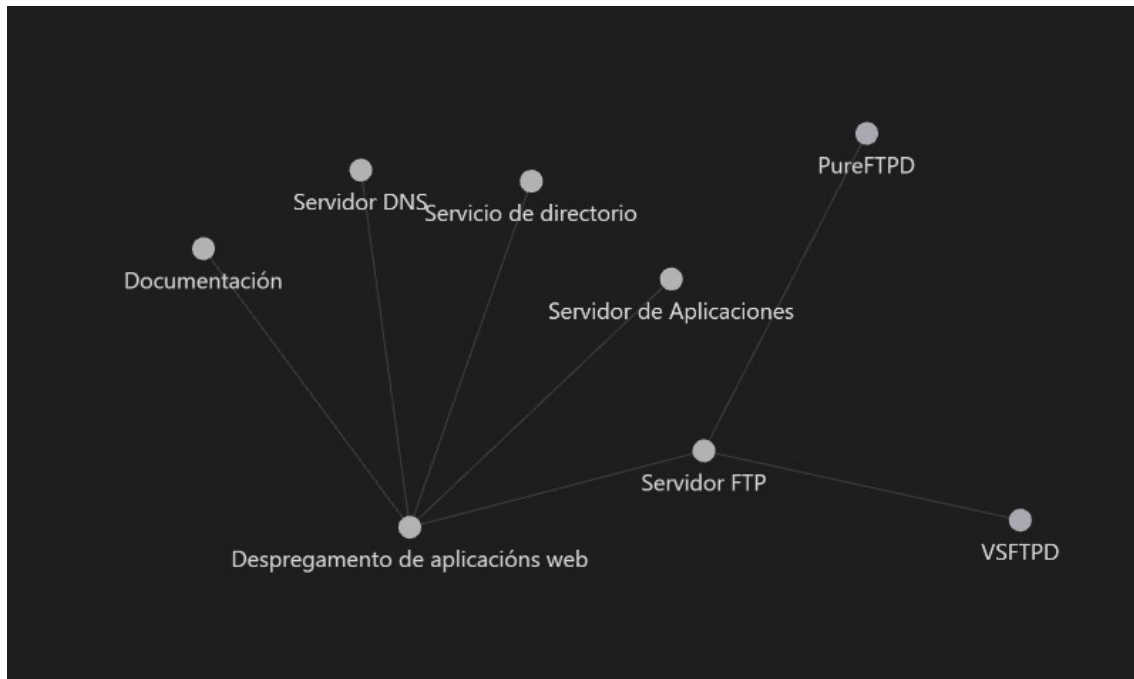 PureFTPD
Servidor DNS
Servicio de directorio
Documentación
Servidor de Aplicaciones
Servidor FTP
Despregamento de aplicacións web
VSFTPD